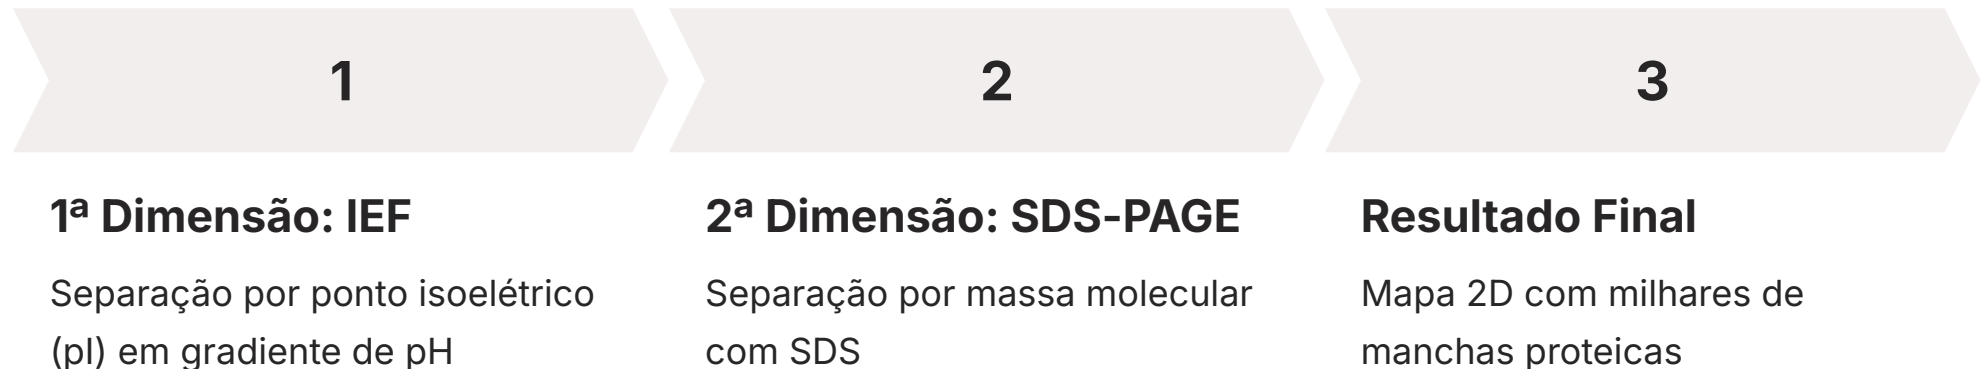 1
2
3
1ª Dimensão: IEF
Separação por ponto isoelétrico
(pI) em gradiente de pH
2ª Dimensão: SDS-PAGE
Separação por massa molecular
com SDS
Resultado Final
Mapa 2D com milhares de
manchas proteicas